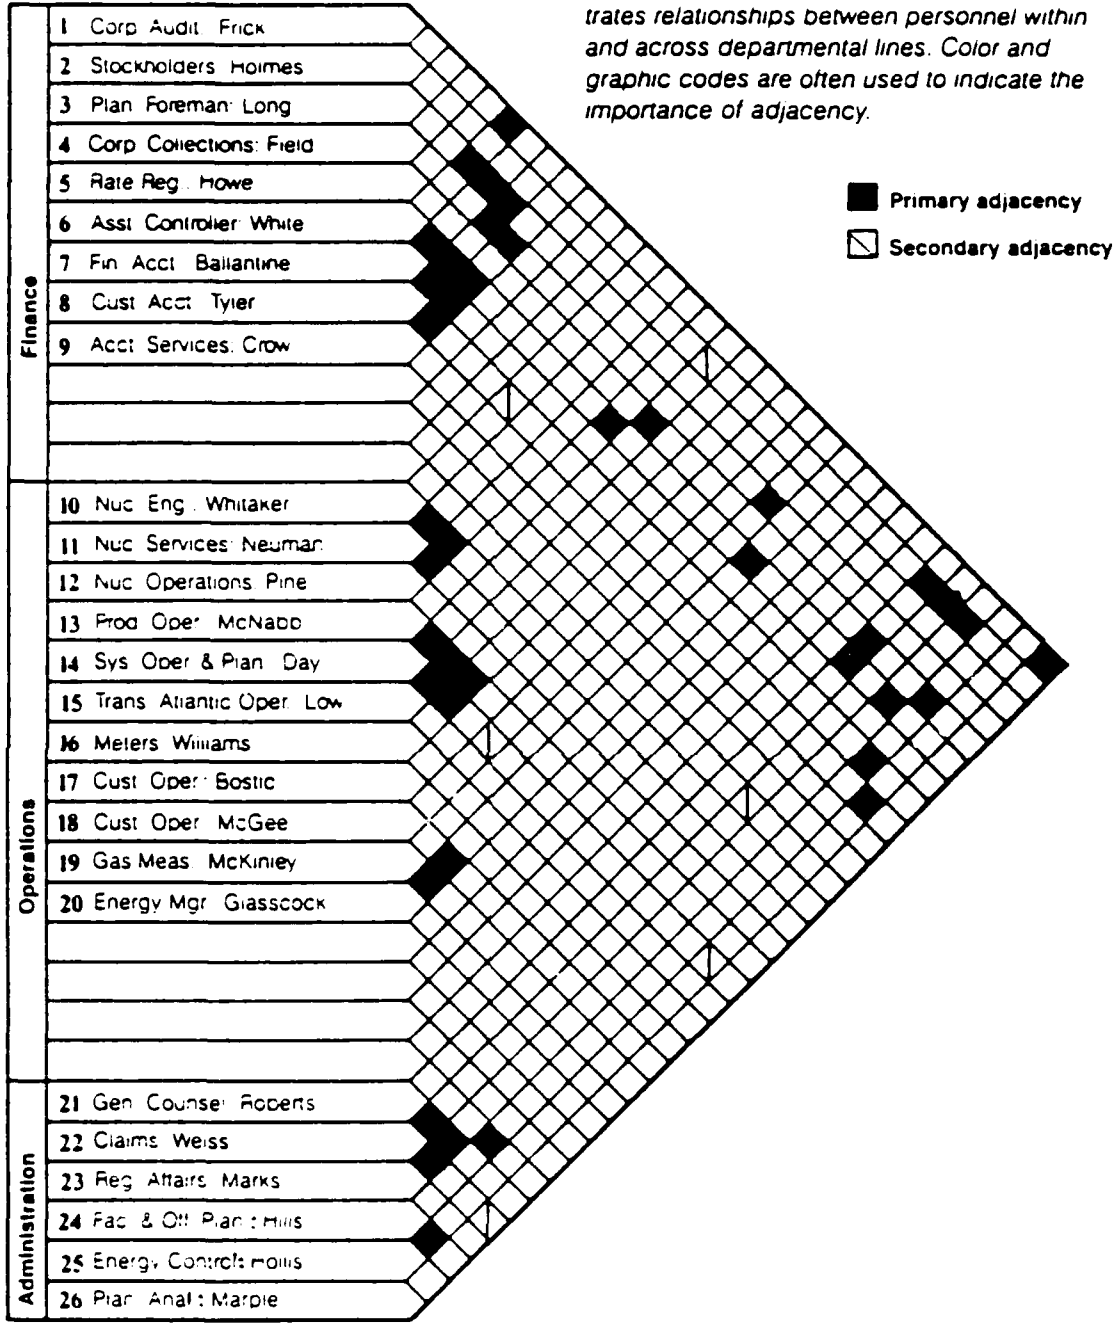 trates relationships between personnel within
and across departmental lines. Color and
graphic codes are often used to indicate the
importance of adjacency.
Primary adjacency
Secondary adjacency
Finance
1 Corp Audit Frick
2 Stockholders Holmes
3 Plan Foreman: Long
4 Corp Collections: Field
5 Rate Reg. Howe
6 Asst Controller White
7 Fin Acct Ballantine
8 Cust Acct Tyler
9 Acct Services: Crow
Operations
10 Nuc Eng. Whitaker
11 Nuc Services Neuman
12 Nuc Operations Pine
13 Prod Oper McNabb
14 Sys Oper & Plan Day
15 Trans Atlantic Oper. Low
16 Meters Williams
17 Cust Oper: Bostic
18 Cust Oper McGee
19 Gas Meas. McKinley
20 Energy Mgr Glasscock
Administration
21 Gen Counsel Roberts
22 Claims Weiss
23 Reg Affairs Marks
24 Fac & Off Plan: Hills
25 Energy Control: Hollis
26 Plan Anal: Marple